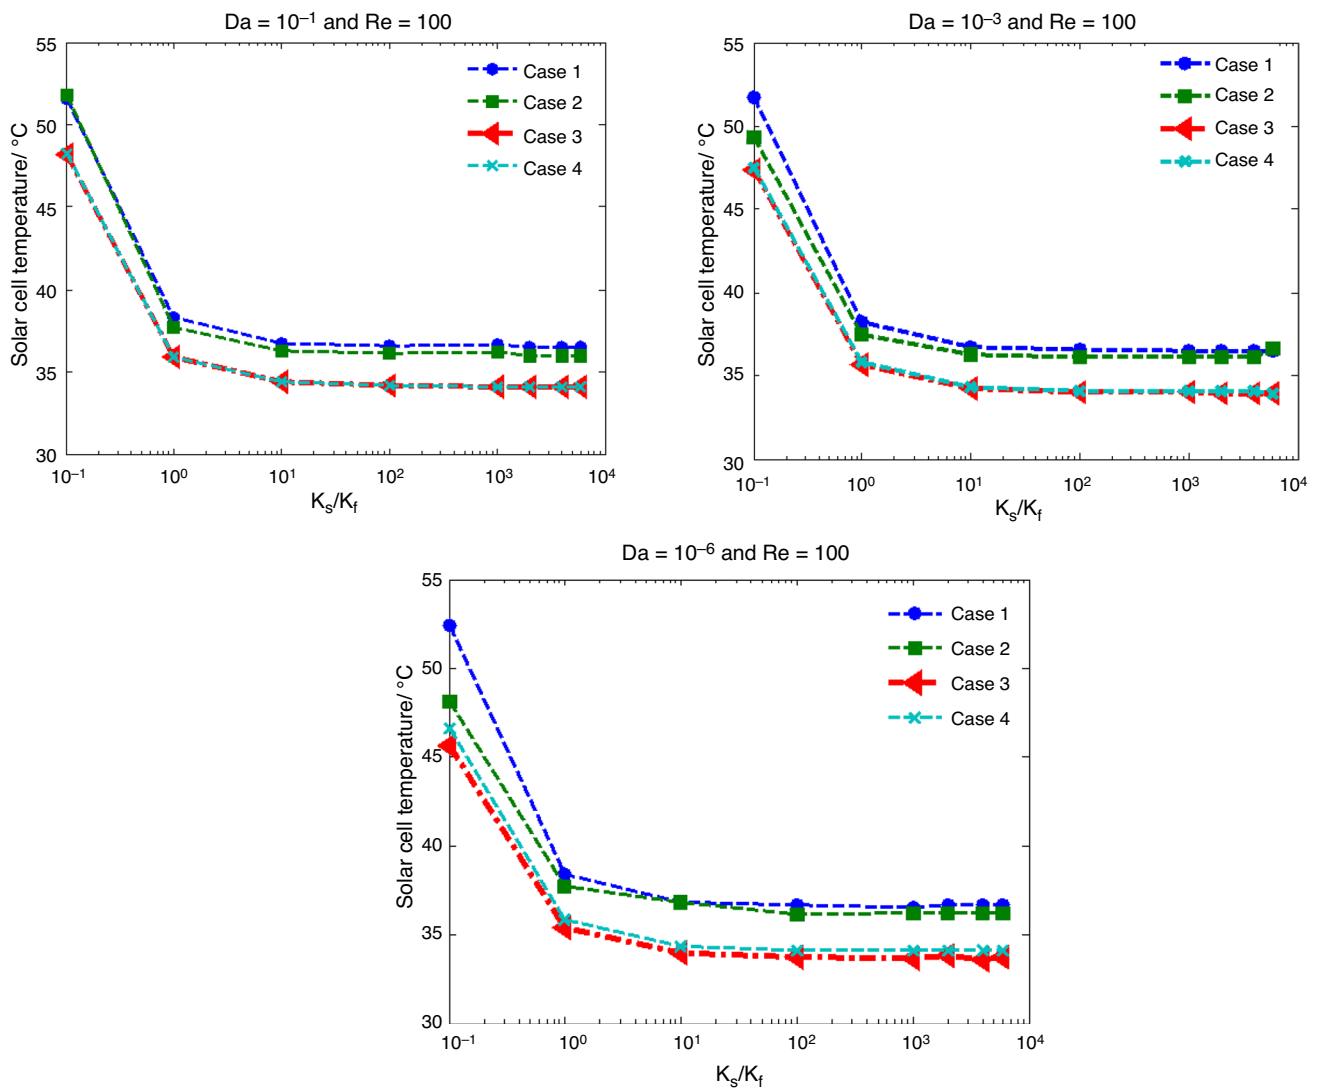 Da = 10⁻¹ and Re = 100
55
50
45
40
35
30
Solar cell temperature/ °C
10⁻¹
10⁰
10¹
10²
10³
10⁴
Kₛ/K_f
Case 1
Case 2
Case 3
Case 4
Da = 10⁻³ and Re = 100
55
50
45
40
35
30
Solar cell temperature/ °C
10⁻¹
10⁰
10¹
10²
10³
10⁴
Kₛ/K_f
Case 1
Case 2
Case 3
Case 4
Da = 10⁻⁶ and Re = 100
55
50
45
40
35
30
Solar cell temperature/ °C
10⁻¹
10⁰
10¹
10²
10³
10⁴
Kₛ/K_f
Case 1
Case 2
Case 3
Case 4